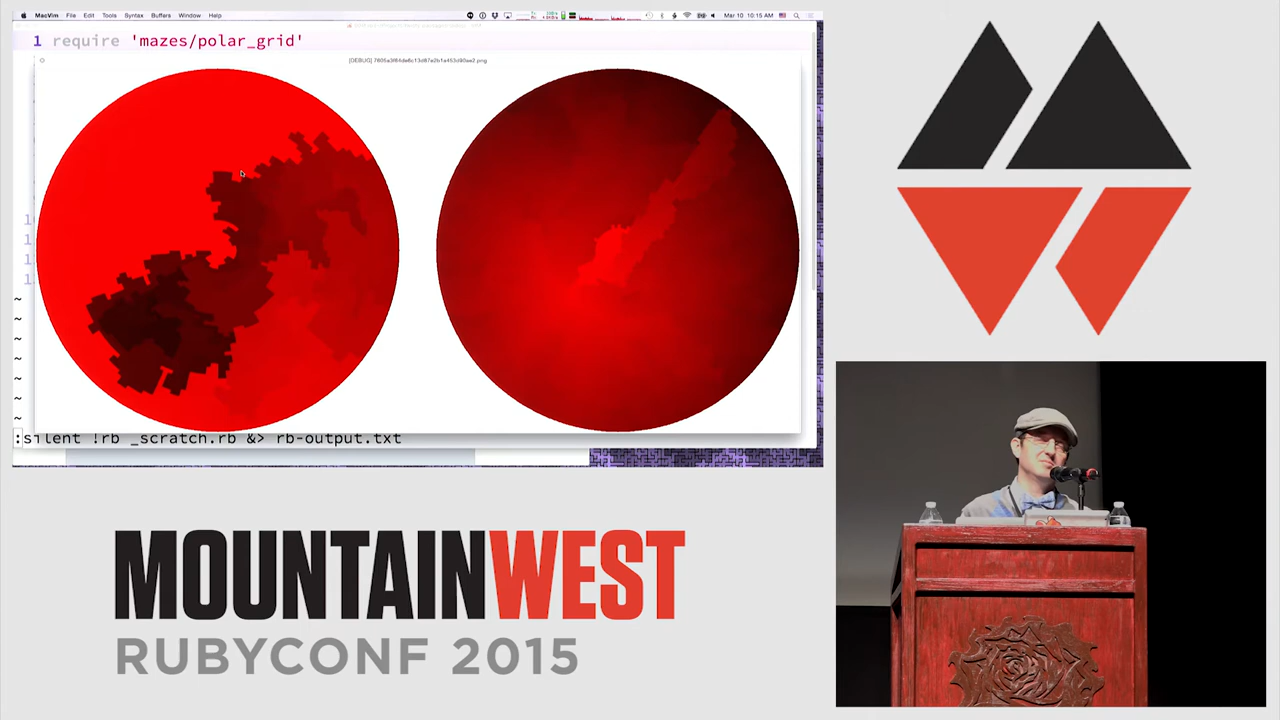 MacVim File Edit Tools Syntax Buffers Window Help
Mar 10 10:15 AM
1 require 'mazes/polar_grid'
:silent !rb _scratch.rb &> rb-output.txt
MOUNTAINWEST
RUBYCONF 2015